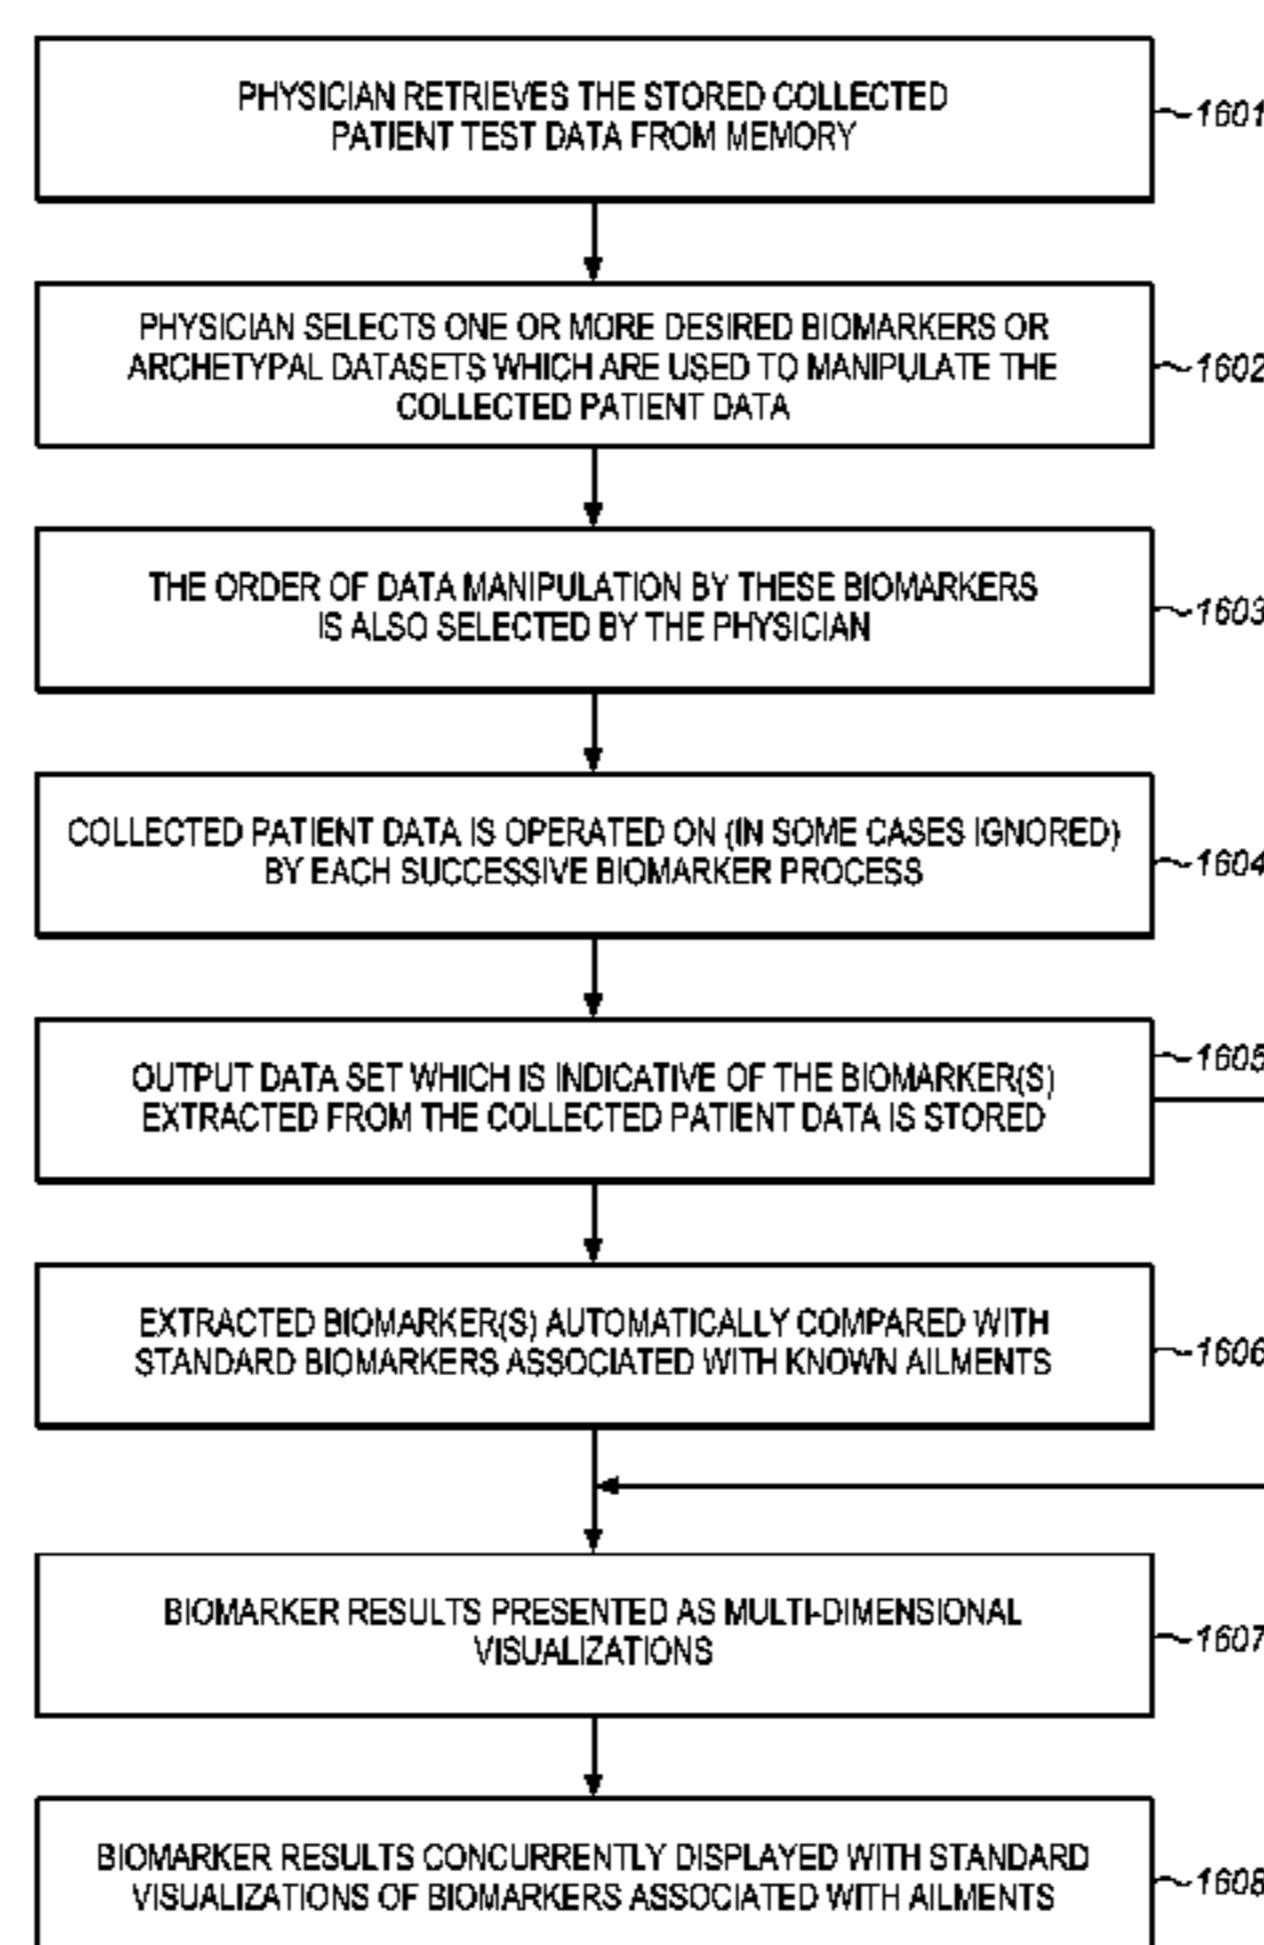 PHYSICIAN RETRIEVES THE STORED COLLECTED
PATIENT TEST DATA FROM MEMORY
1601
PHYSICIAN SELECTS ONE OR MORE DESIRED BIOMARKERS OR
ARCHETYPAL DATASETS WHICH ARE USED TO MANIPULATE THE
COLLECTED PATIENT DATA
1602
THE ORDER OF DATA MANIPULATION BY THESE BIOMARKERS
IS ALSO SELECTED BY THE PHYSICIAN
1603
COLLECTED PATIENT DATA IS OPERATED ON (IN SOME CASES IGNORED)
BY EACH SUCCESSIVE BIOMARKER PROCESS
1604
OUTPUT DATA SET WHICH IS INDICATIVE OF THE BIOMARKER(S)
EXTRACTED FROM THE COLLECTED PATIENT DATA IS STORED
1605
EXTRACTED BIOMARKER(S) AUTOMATICALLY COMPARED WITH
STANDARD BIOMARKERS ASSOCIATED WITH KNOWN AILMENTS
1606
BIOMARKER RESULTS PRESENTED AS MULTI-DIMENSIONAL
VISUALIZATIONS
1607
BIOMARKER RESULTS CONCURRENTLY DISPLAYED WITH STANDARD
VISUALIZATIONS OF BIOMARKERS ASSOCIATED WITH AILMENTS
1608